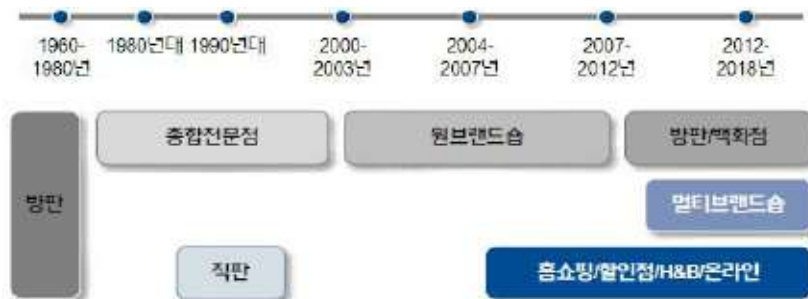 1960-
1980년
1980년대
1990년대
2000-
2003년
2004-
2007년
2007-
2012년
2012-
2018년
종합전문점
원브랜드숍
방판/백화점
방판
멀티브랜드숍
직판
홈쇼핑/할인점/H&B/온라인